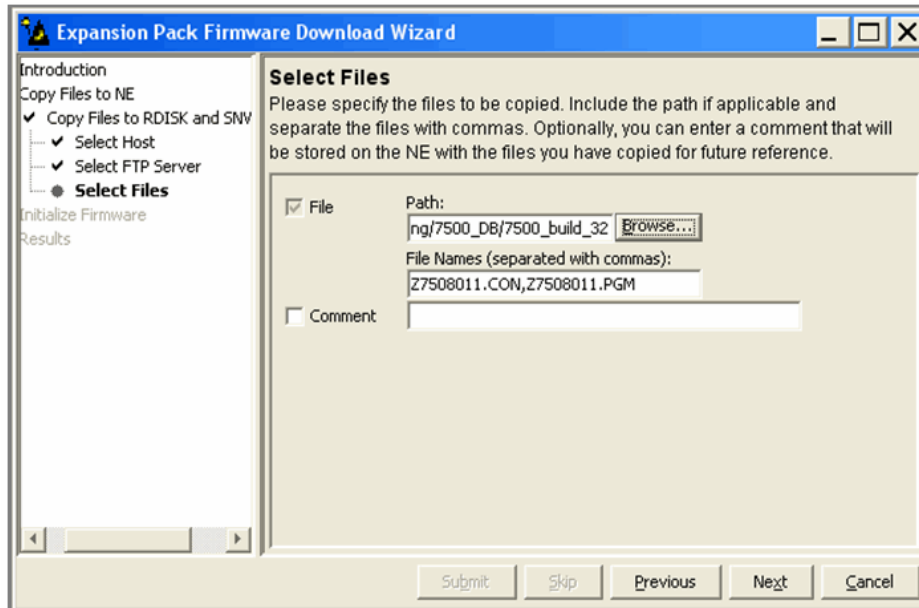 Expansion Pack Firmware Download Wizard
Introduction
Copy Files to NE
Copy Files to RDISK and SNV
Select Host
Select FTP Server
Select Files
Initialize Firmware
Results
Select Files
Please specify the files to be copied. Include the path if applicable and
separate the files with commas. Optionally, you can enter a comment that will
be stored on the NE with the files you have copied for future reference.
File
Path:
ng/7500_DB/7500_build_32
Browse...
File Names (separated with commas):
Z7508011.CON,Z7508011.PGM
Comment
Submit Skip Previous Next Cancel